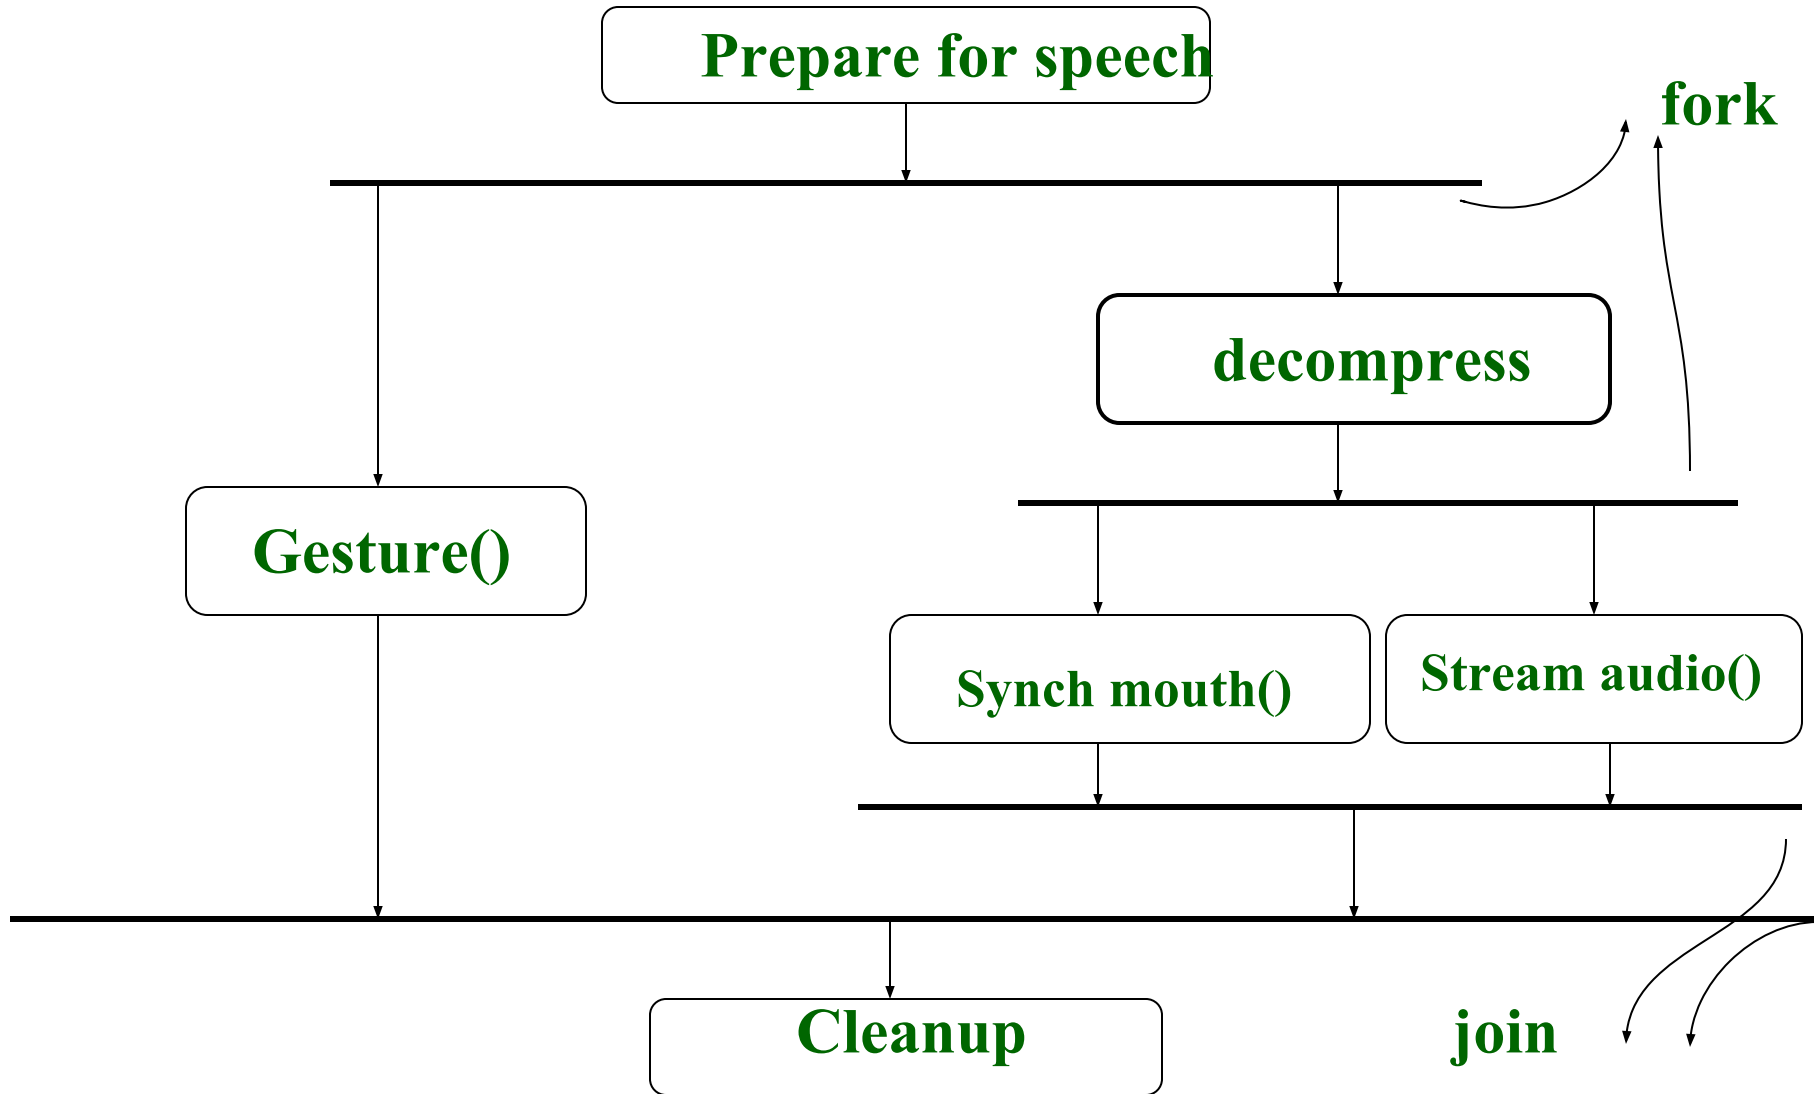 Prepare for speech
fork
decompress
Gesture()
Synch mouth()
Stream audio()
Cleanup
join